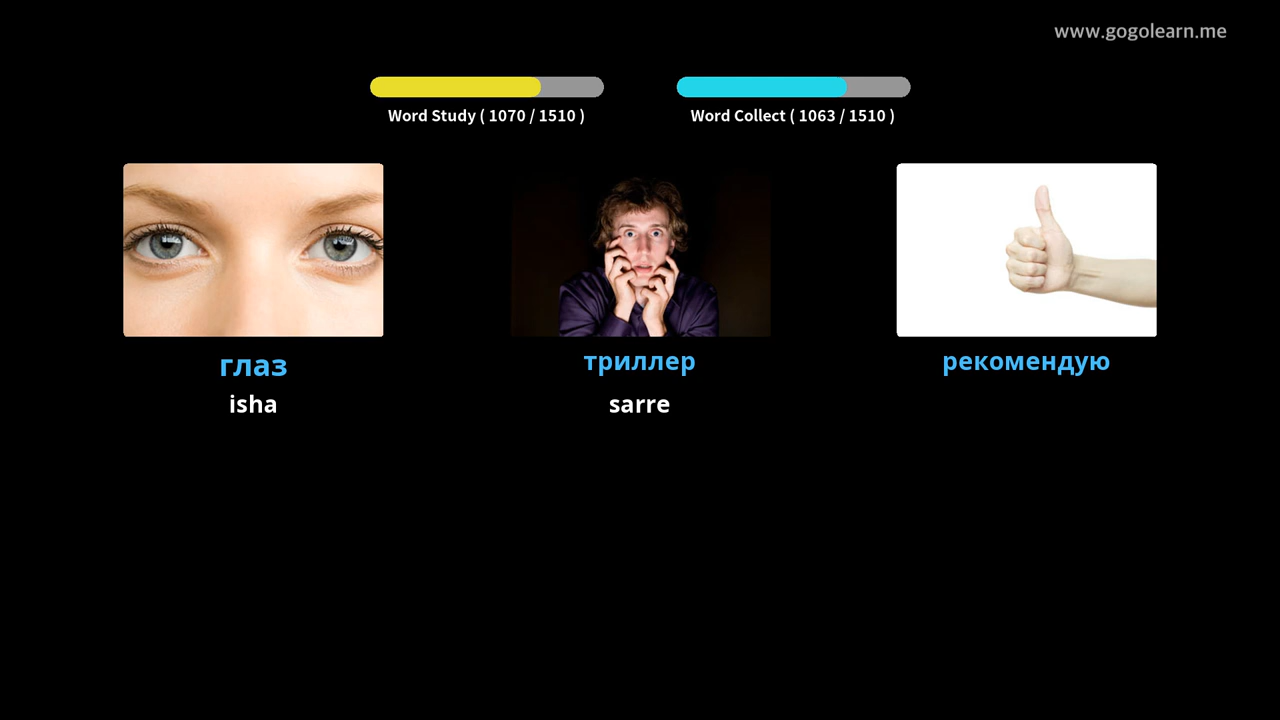 www.gogolearn.me
Word Study ( 1070 / 1510 )
Word Collect ( 1063 / 1510 )
глаз
триллер
рекомендую
isha
sarre